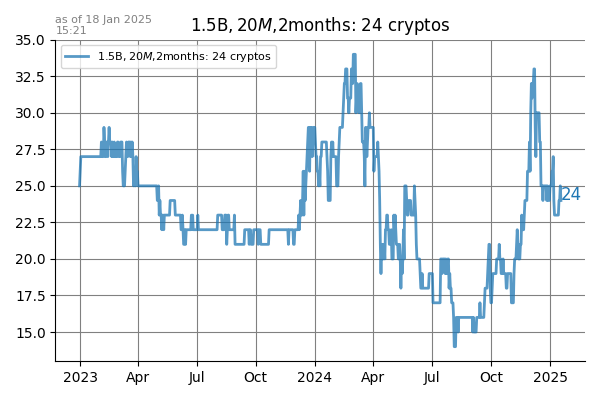 as of 18 Jan 2025
15:21
1.5B, 20M,2months: 24 cryptos
1.5B, 20M,2months: 24 cryptos
35.0
32.5
30.0
27.5
25.0
22.5
20.0
17.5
15.0
24
2023 Apr Jul Oct 2024 Apr Jul Oct 2025